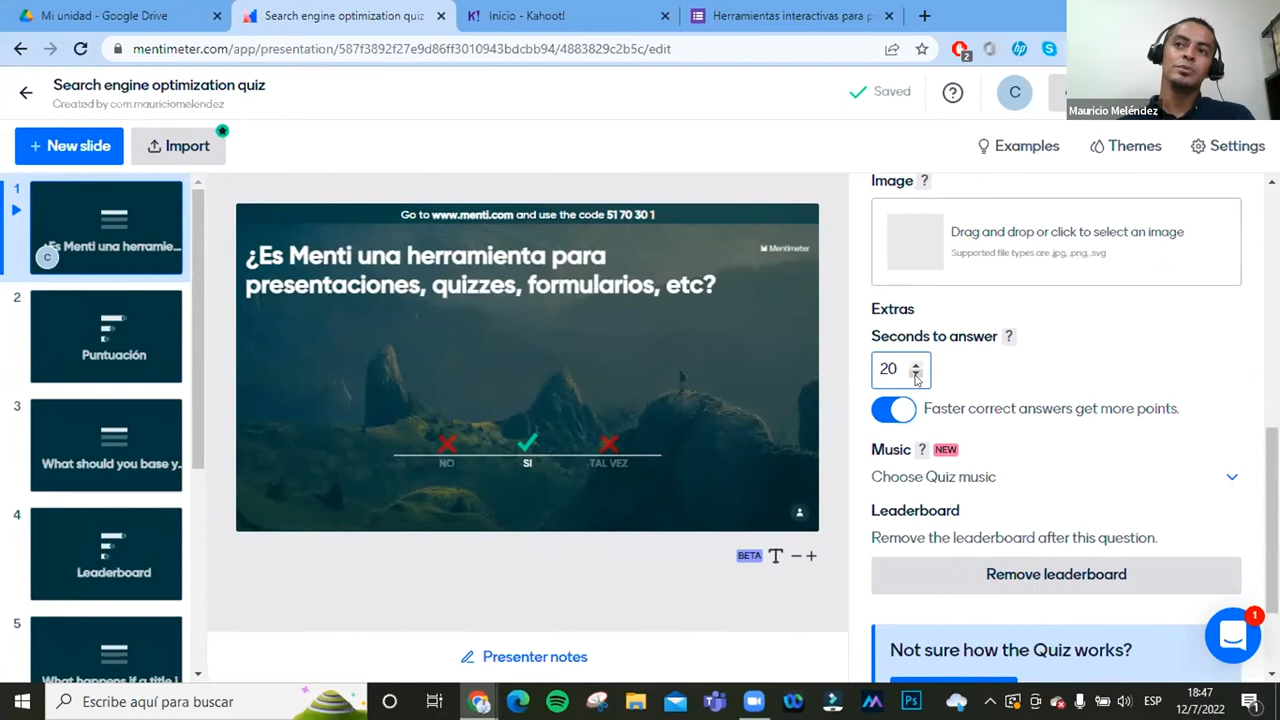 Mi unidad - Google Drive
Search engine optimization quiz
Inicio - Kahoot!
Herramientas interactivas para p
mentimeter.com/app/presentation/587f3892f27e9d86ff3010943bdcbb94/4883829c2b5c/edit
2
Mauricio Meléndez
Search engine optimization quiz
Created by com.mauriciomelendez
Saved
C
+ New slide
Import
Examples
Themes
Settings
1
¿Es Menti una herramie...
C
2
Puntuación
3
What should you base y...
4
Leaderboard
5
What happens if a title i
Go to www.menti.com and use the code 51 70 30 1
¿Es Menti una herramienta para
presentaciones, quizzes, formularios, etc?
Mentimeter
NO
SI
TAL VEZ
BETA
Presenter notes
Image ?
Drag and drop or click to select an image
Supported file types are .jpg, .png, .svg
Extras
Seconds to answer ?
20
Faster correct answers get more points.
Music ? NEW
Choose Quiz music
Leaderboard
Remove the leaderboard after this question.
Remove leaderboard
Not sure how the Quiz works?
1
Escribe aquí para buscar
ESP
18:47
12/7/2022
1